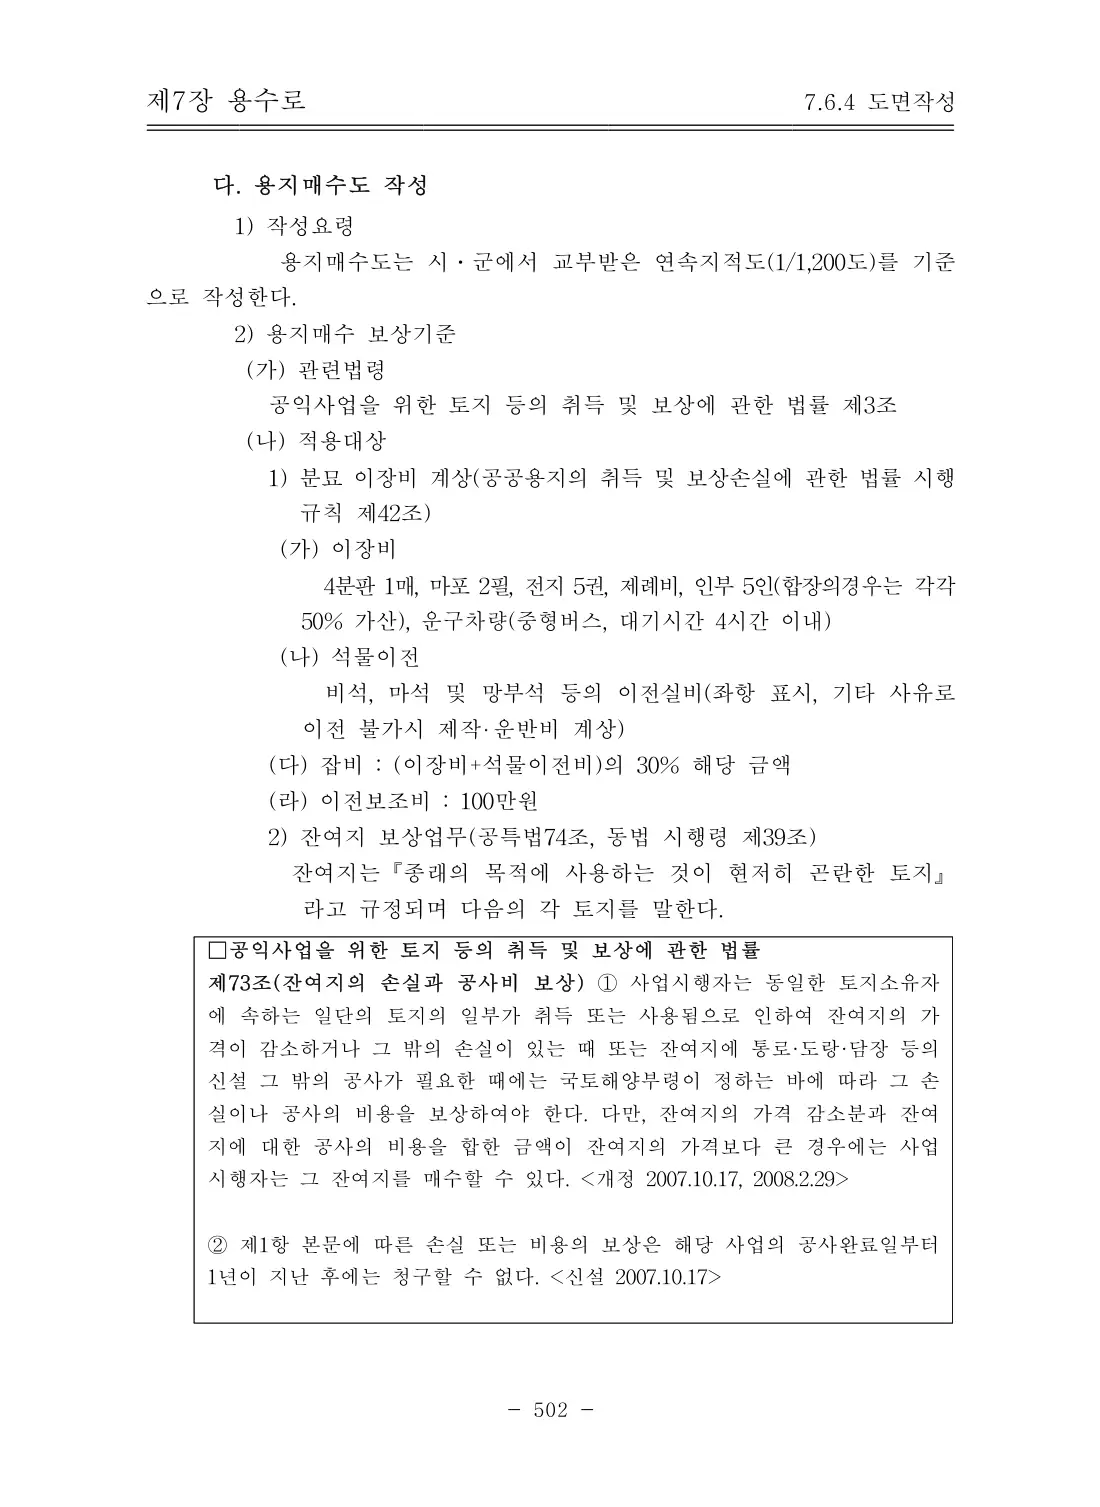 제7장 용수로
7.6.4 도면작성
다. 용지매수도 작성
1) 작성요령
용지매수도는 시·군에서 교부받은 연속지적도(1/1,200도)를 기준
으로 작성한다.
2) 용지매수 보상기준
(가) 관련법령
공익사업을 위한 토지 등의 취득 및 보상에 관한 법률 제3조
(나) 적용대상
1) 분묘 이장비 계상(공공용지의 취득 및 보상손실에 관한 법률 시행
규칙 제42조)
(가) 이장비
4분판 1매, 마포 2필, 전지 5권, 제례비, 인부 5인(합장의경우는 각각
50% 가산), 운구차량(중형버스, 대기시간 4시간 이내)
(나) 석물이전
비석, 마석 및 망부석 등의 이전실비(좌항 표시, 기타 사유로
이전 불가시 제작·운반비 계상)
(다) 잡비 : (이장비+석물이전비)의 30% 해당 금액
(라) 이전보조비 : 100만원
2) 잔여지 보상업무(공특법74조, 동법 시행령 제39조)
잔여지는『종래의 목적에 사용하는 것이 현저히 곤란한 토지』
라고 규정되며 다음의 각 토지를 말한다.
□공익사업을 위한 토지 등의 취득 및 보상에 관한 법률
제73조(잔여지의 손실과 공사비 보상) ① 사업시행자는 동일한 토지소유자
에 속하는 일단의 토지의 일부가 취득 또는 사용됨으로 인하여 잔여지의 가
격이 감소하거나 그 밖의 손실이 있는 때 또는 잔여지에 통로·도랑·담장 등의
신설 그 밖의 공사가 필요한 때에는 국토해양부령이 정하는 바에 따라 그 손
실이나 공사의 비용을 보상하여야 한다. 다만, 잔여지의 가격 감소분과 잔여
지에 대한 공사의 비용을 합한 금액이 잔여지의 가격보다 큰 경우에는 사업
시행자는 그 잔여지를 매수할 수 있다. <개정 2007.10.17, 2008.2.29>
② 제1항 본문에 따른 손실 또는 비용의 보상은 해당 사업의 공사완료일부터
1년이 지난 후에는 청구할 수 없다. <신설 2007.10.17>
- 502 -